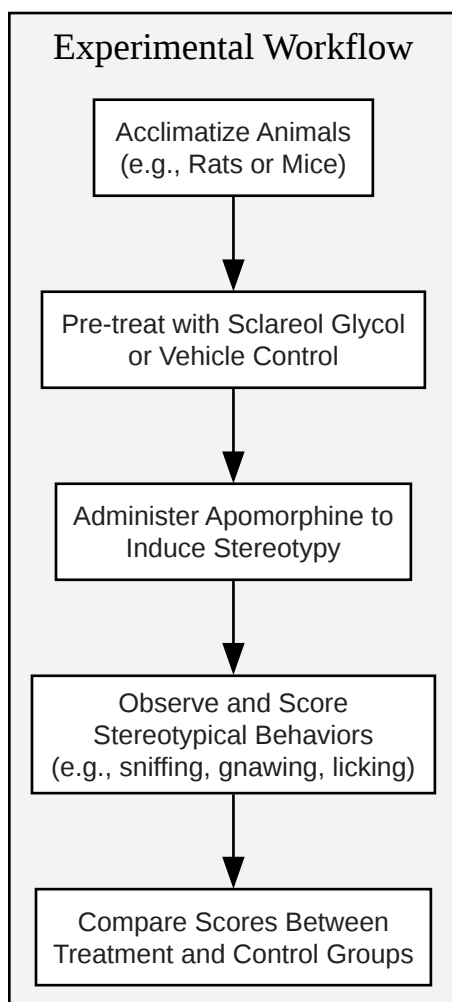 Experimental Workflow
Acclimatize Animals
(e.g., Rats or Mice)
Pre-treat with Sclareol Glycol
or Vehicle Control
Administer Apomorphine to
Induce Stereotypy
Observe and Score
Stereotypical Behaviors
(e.g., sniffing, gnawing, licking)
Compare Scores Between
Treatment and Control Groups